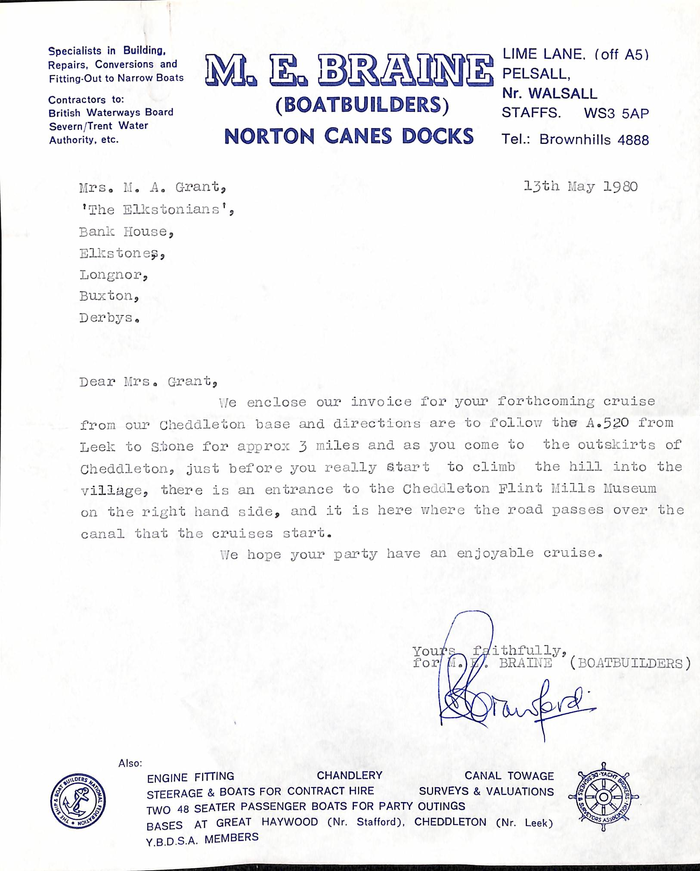 Specialists in Building,
Repairs, Conversions and
Fitting-Out to Narrow Boats
Contractors to:
British Waterways Board
Severn/Trent Water
Authority, etc.
M. E. BRAINE
(BOATBUILDERS)
NORTON CANES DOCKS
LIME LANE, (off A5)
PELSALL,
Nr. WALSALL
STAFFS. WS3 5AP
Tel.: Brownhills 4888
Mrs. M. A. Grant,
'The Elkstonians',
Bank House,
Elkstones,
Longnor,
Buxton,
Derbys.
13th May 1980
Dear Mrs. Grant,
We enclose our invoice for your forthcoming cruise
from our Cheddleton base and directions are to follow the A.520 from
Leek to Stone for approx 3 miles and as you come to the outskirts of
Cheddleton, just before you really start to climb the hill into the
village, there is an entrance to the Cheddleton Flint Mills Museum
on the right hand side, and it is here where the road passes over the
canal that the cruises start.
We hope your party have an enjoyable cruise.
Yours faithfully,
for M. E. BRAINE (BOATBUILDERS)
Crawford
Also:
ENGINE FITTING CHANDLERY CANAL TOWAGE
STEERAGE & BOATS FOR CONTRACT HIRE SURVEYS & VALUATIONS
TWO 48 SEATER PASSENGER BOATS FOR PARTY OUTINGS
BASES AT GREAT HAYWOOD (Nr. Stafford), CHEDDLETON (Nr. Leek)
Y.B.D.S.A. MEMBERS
THE SHIP & BOAT BUILDERS NATIONAL FEDERATION